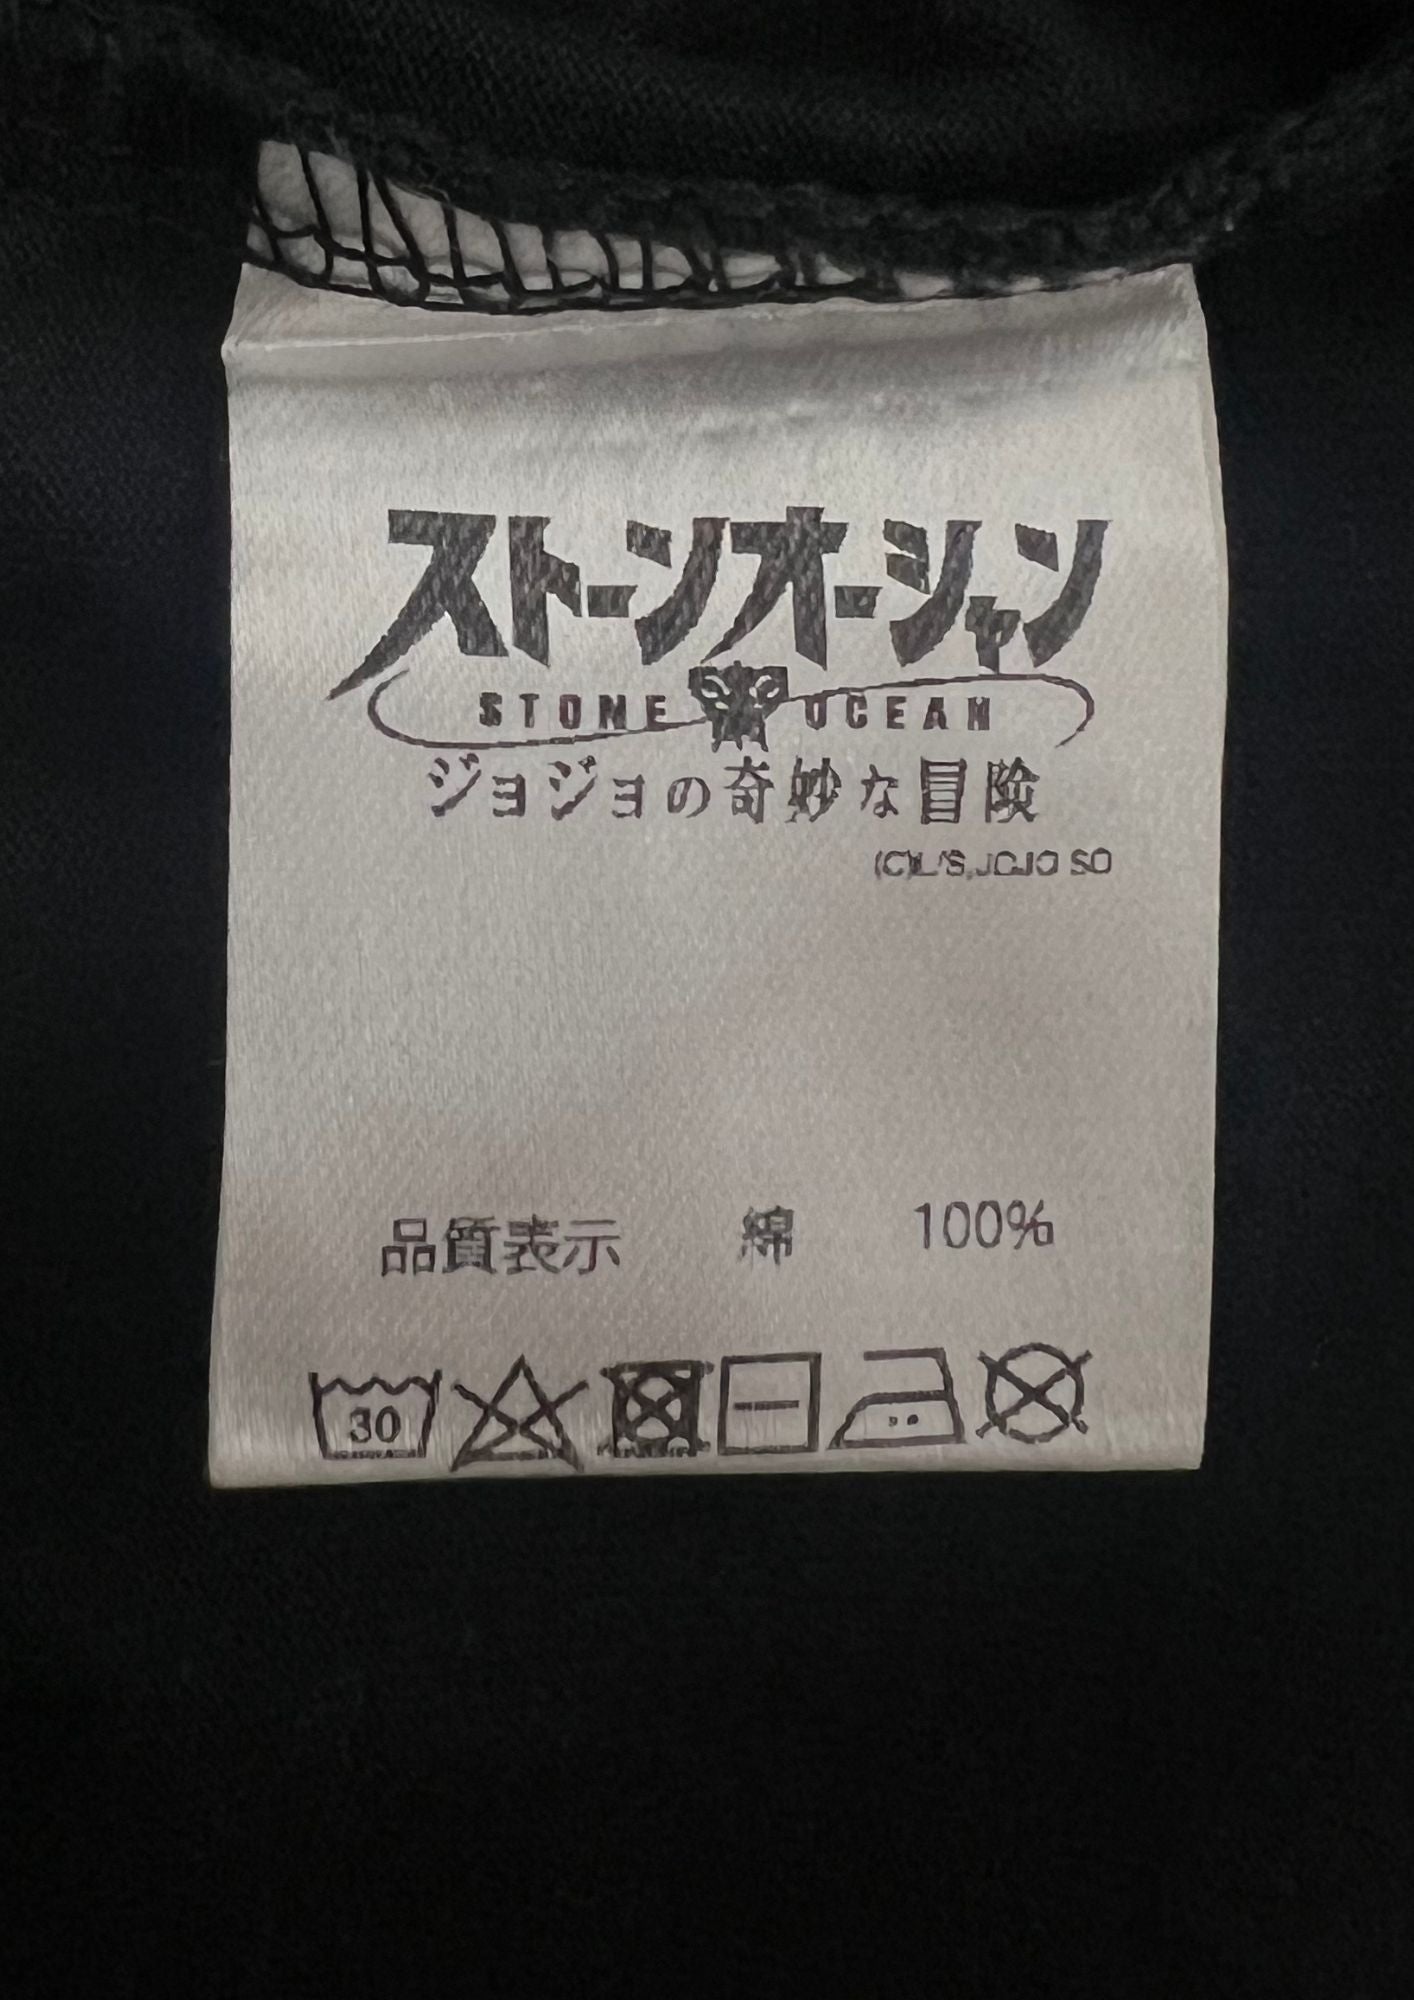 ストーンオーシャン
STONE OCEAN
ジョジョの奇妙な冒険
(C)L/S,JOJO SO
品質表示 綿 100%
30